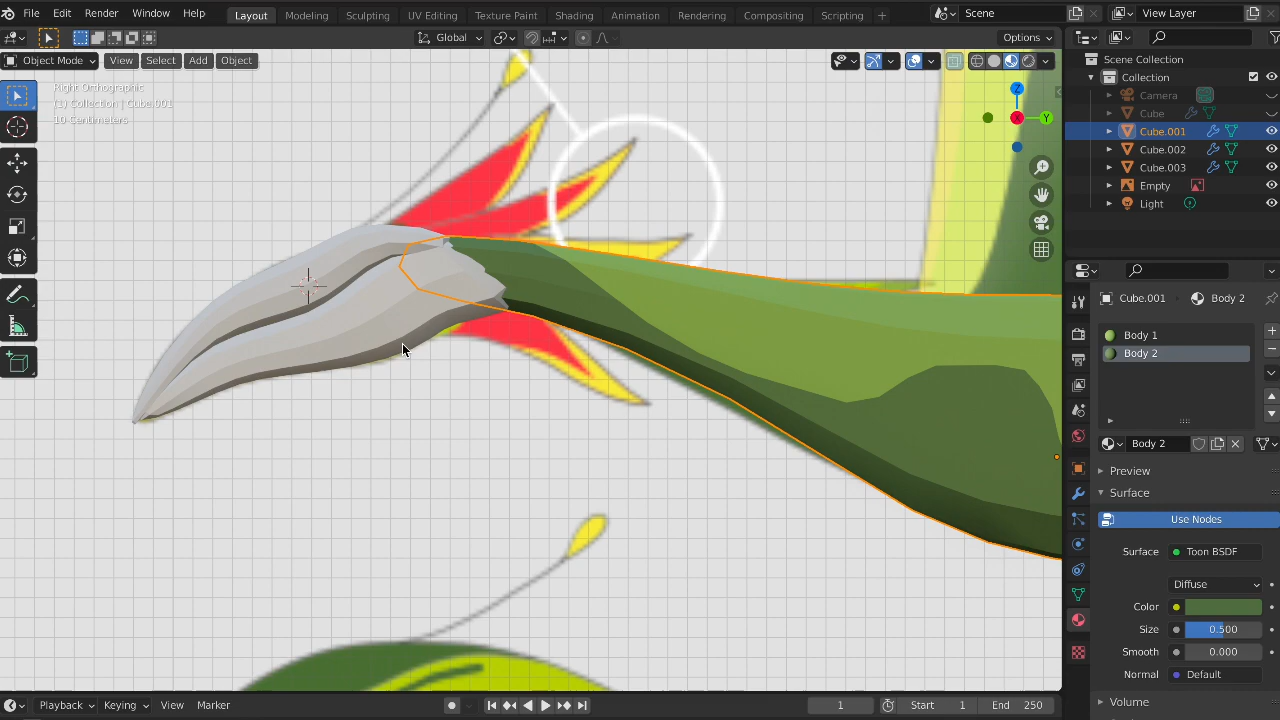 File Edit Render Window Help Layout Modeling Sculpting UV Editing Texture Paint Shading Animation Rendering Compositing Scripting + Scene View Layer
Global Options
Object Mode View Select Add Object
Right Orthographic
(1) Collection | Cube.001
10 Centimeters
Z
X
Y
Scene Collection
Collection
Camera
Cube
Cube.001
Cube.002
Cube.003
Empty
Light
Cube.001 Body 2
Body 1
Body 2
Body 2
Preview
Surface
Use Nodes
Surface: Toon BSDF
Diffuse
Color
Size 0.500
Smooth 0.000
Normal Default
Volume
Playback Keying View Marker 1 Start 1 End 250